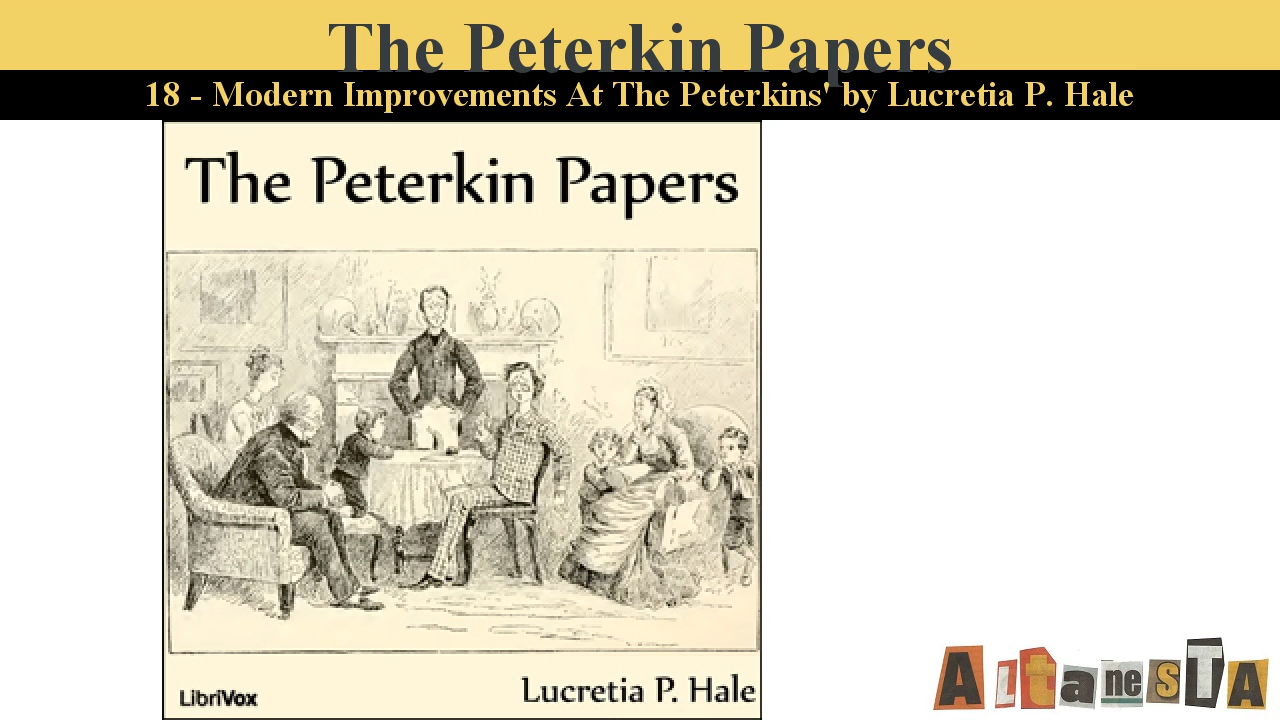 The Peterkin Papers
18 - Modern Improvements At The Peterkins' by Lucretia P. Hale
The Peterkin Papers
LibriVox
Lucretia P. Hale
AltanesTA